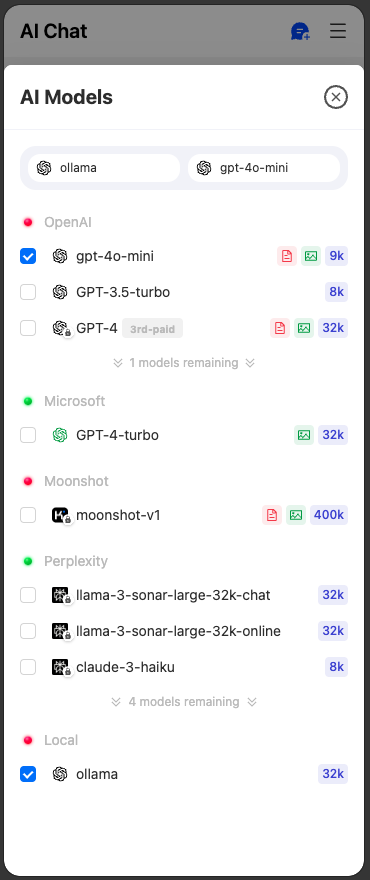 AI Chat
AI Models
ollama
gpt-4o-mini
OpenAI
gpt-4o-mini 9k
GPT-3.5-turbo 8k
GPT-4 3rd-paid 32k
1 models remaining
Microsoft
GPT-4-turbo 32k
Moonshot
moonshot-v1 400k
Perplexity
llama-3-sonar-large-32k-chat 32k
llama-3-sonar-large-32k-online 32k
claude-3-haiku 8k
4 models remaining
Local
ollama 32k